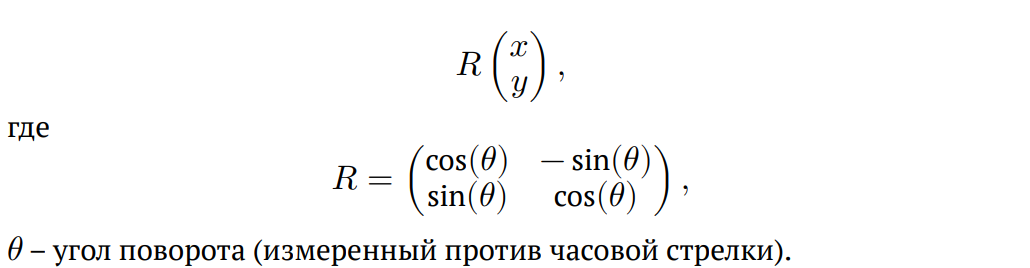 R (x y),
где
R = (cos(θ) − sin(θ) sin(θ) cos(θ)),
θ – угол поворота (измеренный против часовой стрелки).